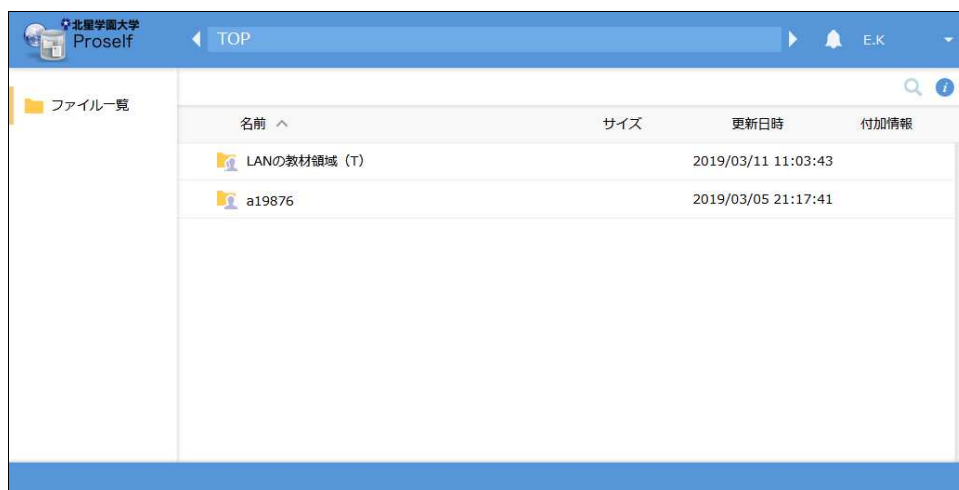 北星学園大学
Proself
TOP
E.K
ファイル一覧
名前 サイズ 更新日時 付加情報
LANの教材領域（T） 2019/03/11 11:03:43
a19876 2019/03/05 21:17:41